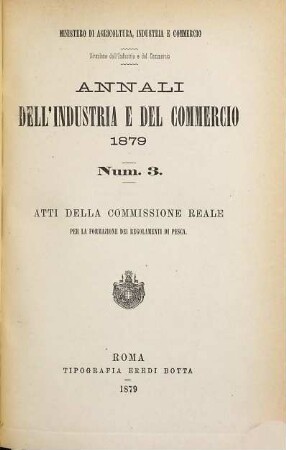 MINISTERO DI AGRICOLTURA, INDUSTRIA E COMMERCIO
Direzione dell'Industria e del Commercio
ANNALI
DELL'INDUSTRIA E DEL COMMERCIO
1879
Num. 3.
ATTI DELLA COMMISSIONE REALE
PER LA FORMAZIONE DEI REGOLAMENTI DI PESCA.
ROMA
TIPOGRAFIA EREDI BOTTA
1879